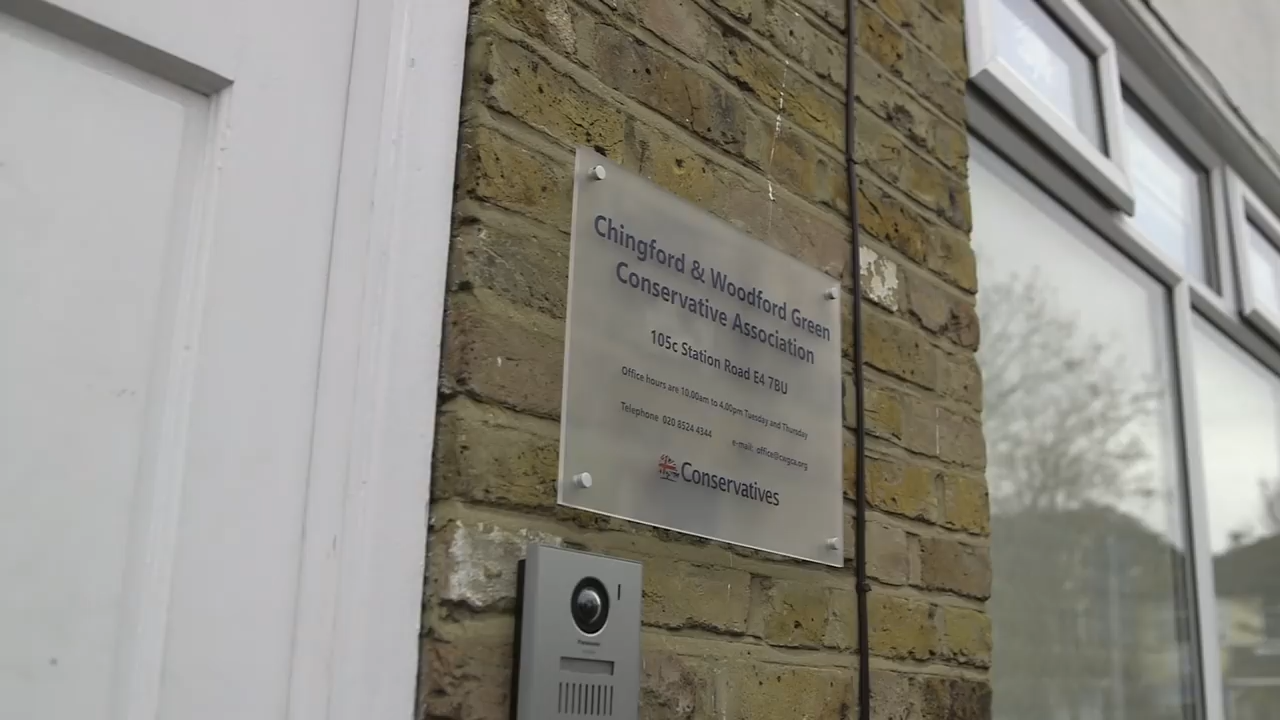 Chingford & Woodford Green
Conservative Association
105c Station Road E4 7BU
Office hours are 10.00am to 4.00pm Tuesday and Thursday
Telephone 020 8524 4344 e-mail: office@cwgca.org
Conservatives
Panasonic